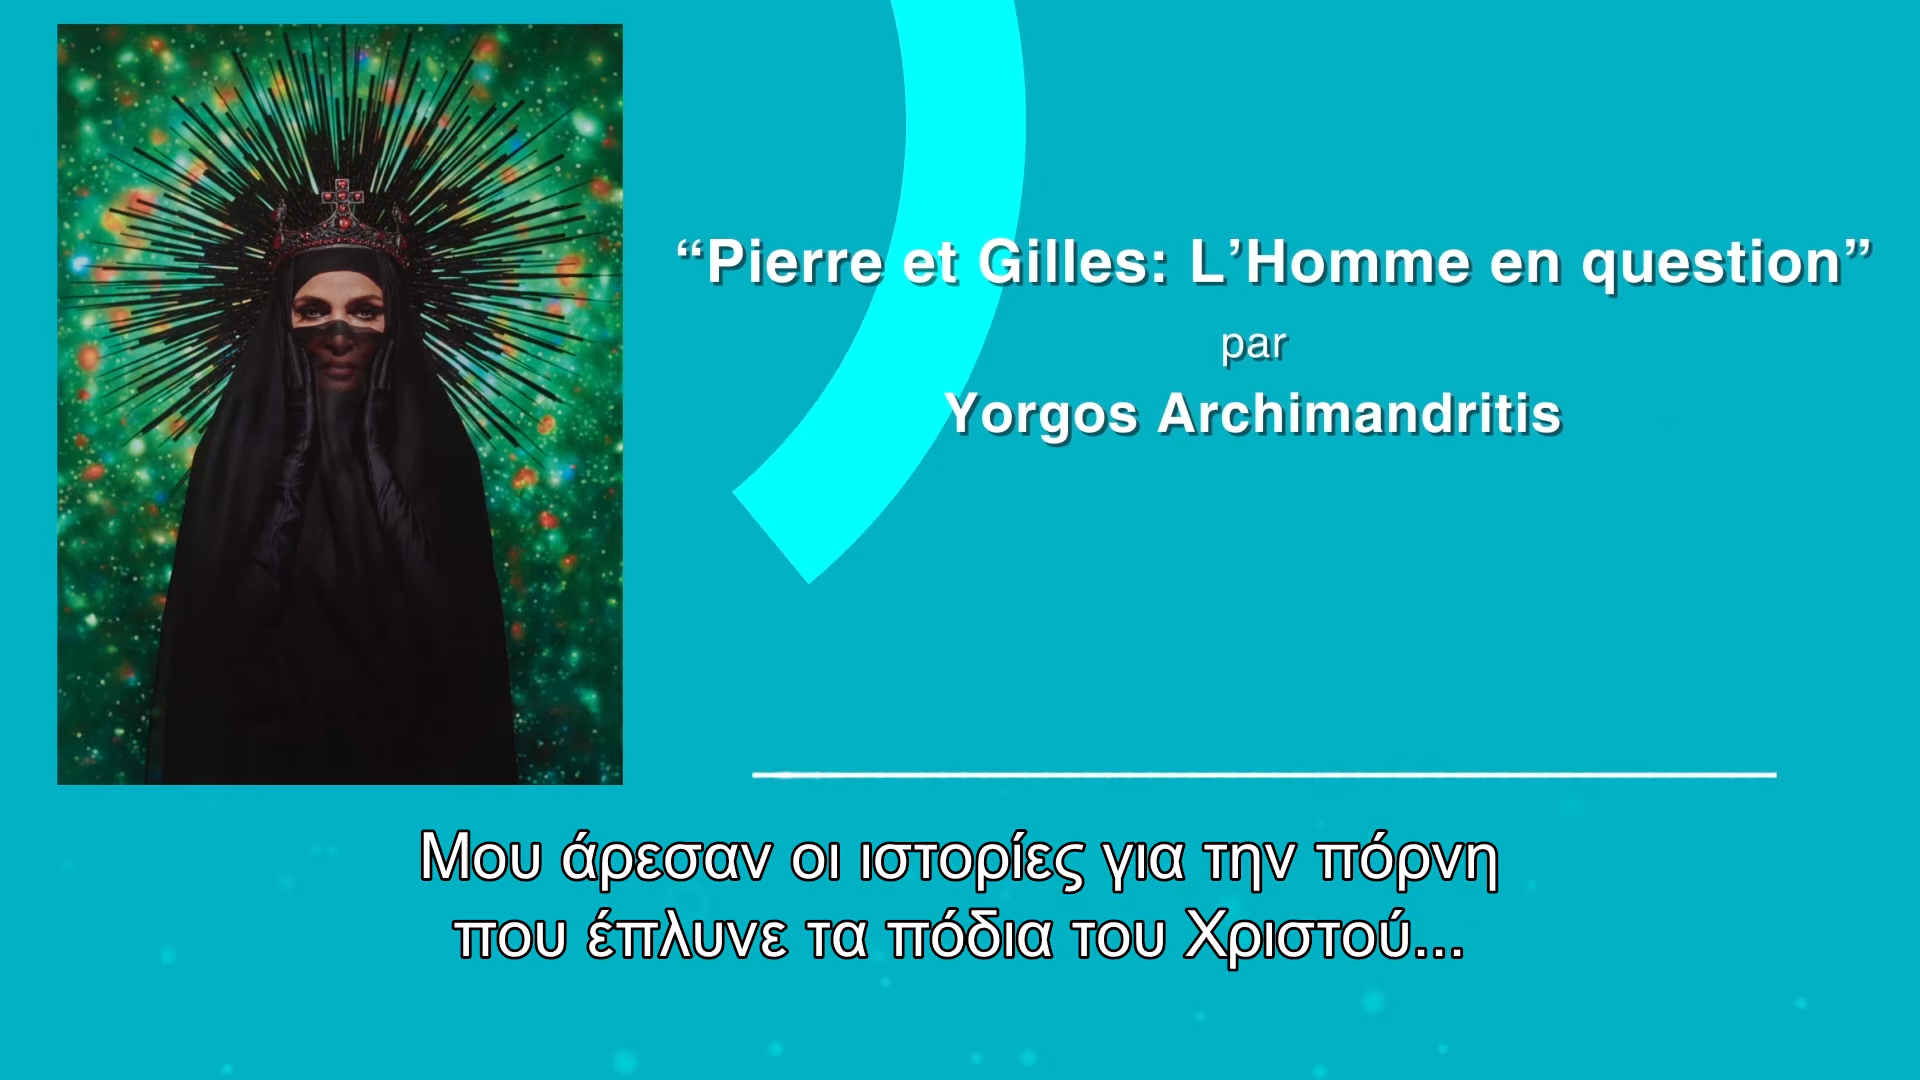 “Pierre et Gilles: L’Homme en question”
par
Yorgos Archimandritis
Μου άρεσαν οι ιστορίες για την πόρνη
που έπλυνε τα πόδια του Χριστού...